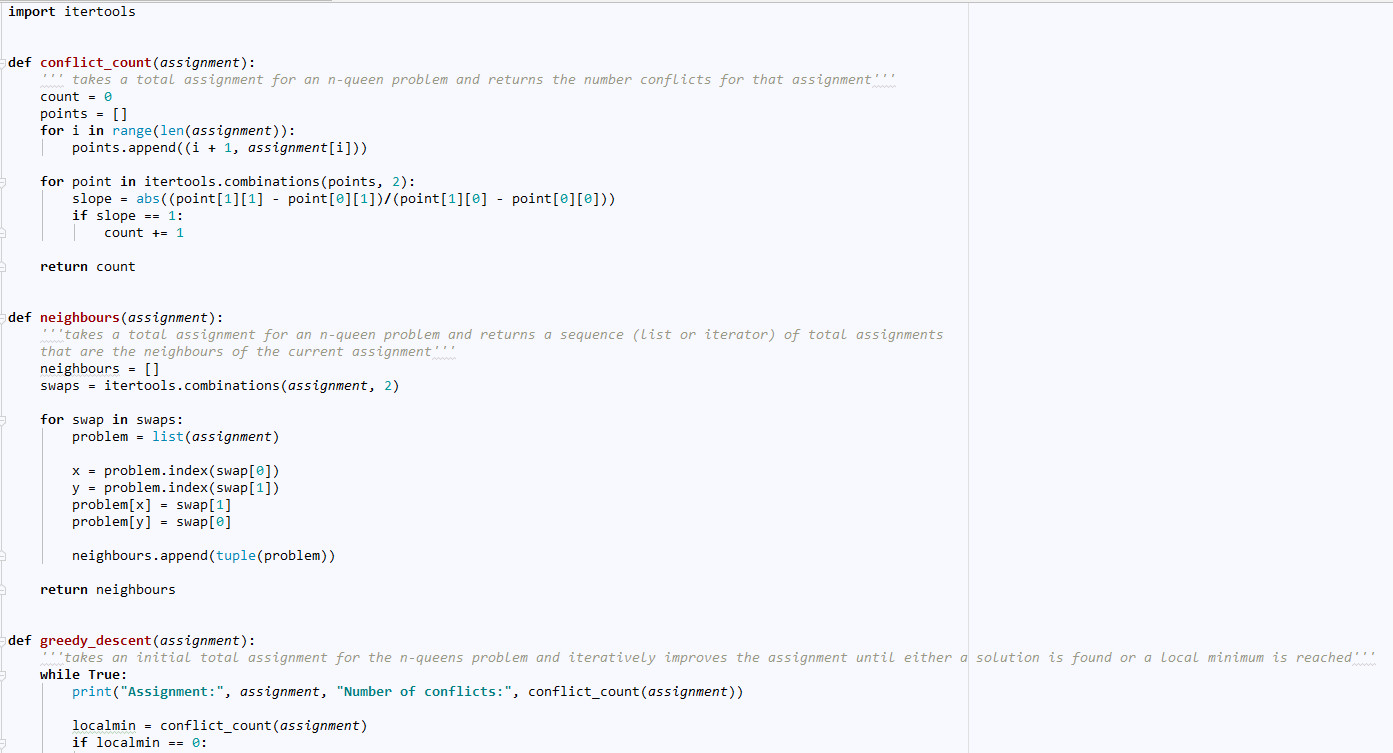 import itertools
def conflict_count(assignment):
    ''' takes a total assignment for an n-queen problem and returns the number conflicts for that assignment'''
    count = 0
    points = []
    for i in range(len(assignment)):
        points.append((i + 1, assignment[i]))
    for point in itertools.combinations(points, 2):
        slope = abs((point[1][1] - point[0][1])/(point[1][0] - point[0][0]))
        if slope == 1:
            count += 1
    return count
def neighbours(assignment):
    '''takes a total assignment for an n-queen problem and returns a sequence (list or iterator) of total assignments
    that are the neighbours of the current assignment'''
    neighbours = []
    swaps = itertools.combinations(assignment, 2)
    for swap in swaps:
        problem = list(assignment)
        x = problem.index(swap[0])
        y = problem.index(swap[1])
        problem[x] = swap[1]
        problem[y] = swap[0]
        neighbours.append(tuple(problem))
    return neighbours
def greedy_descent(assignment):
    '''takes an initial total assignment for the n-queens problem and iteratively improves the assignment until either a solution is found or a local minimum is reached'''
    while True:
        print("Assignment:", assignment, "Number of conflicts:", conflict_count(assignment))
        localmin = conflict_count(assignment)
        if localmin == 0: